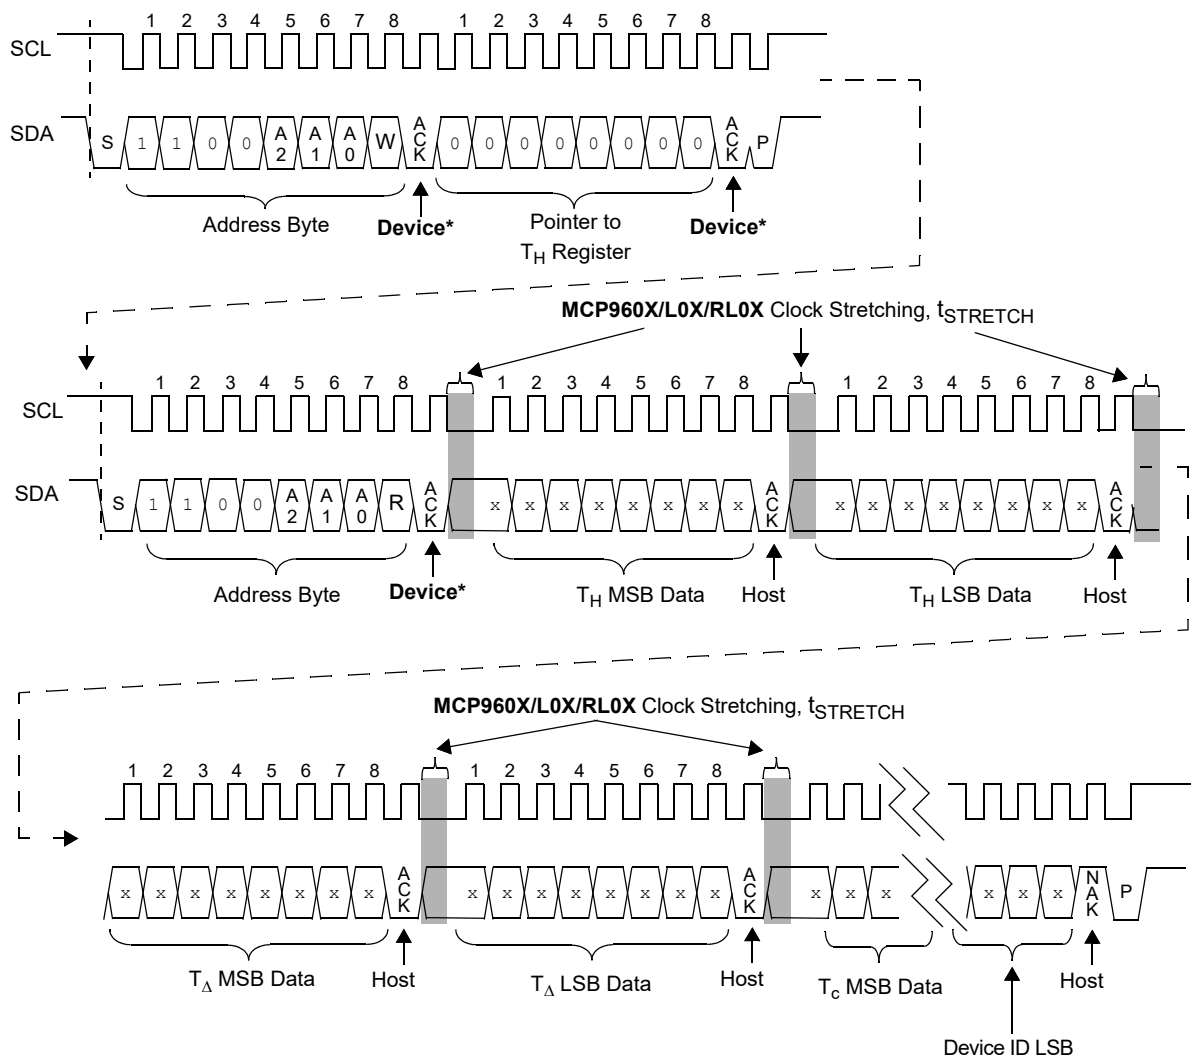 1 2 3 4 5 6 7 8 1 2 3 4 5 6 7 8
SCL
SDA S 1 1 0 0 A2 A1 A0 W ACK 0 0 0 0 0 0 0 0 ACK P
Address Byte Device* Pointer to Device*
TH Register
MCP960X/L0X/RL0X Clock Stretching, tSTRETCH
1 2 3 4 5 6 7 8 1 2 3 4 5 6 7 8 1 2 3 4 5 6 7 8
SCL
SDA S 1 1 0 0 A2 A1 A0 R ACK x x x x x x x x ACK x x x x x x x x ACK
Address Byte Device* TH MSB Data Host TH LSB Data Host
MCP960X/L0X/RL0X Clock Stretching, tSTRETCH
1 2 3 4 5 6 7 8 1 2 3 4 5 6 7 8
x x x x x x x x ACK x x x x x x x x ACK x x x x x x NAK P
TΔ MSB Data Host TΔ LSB Data Host Tc MSB Data Host
Device ID LSB